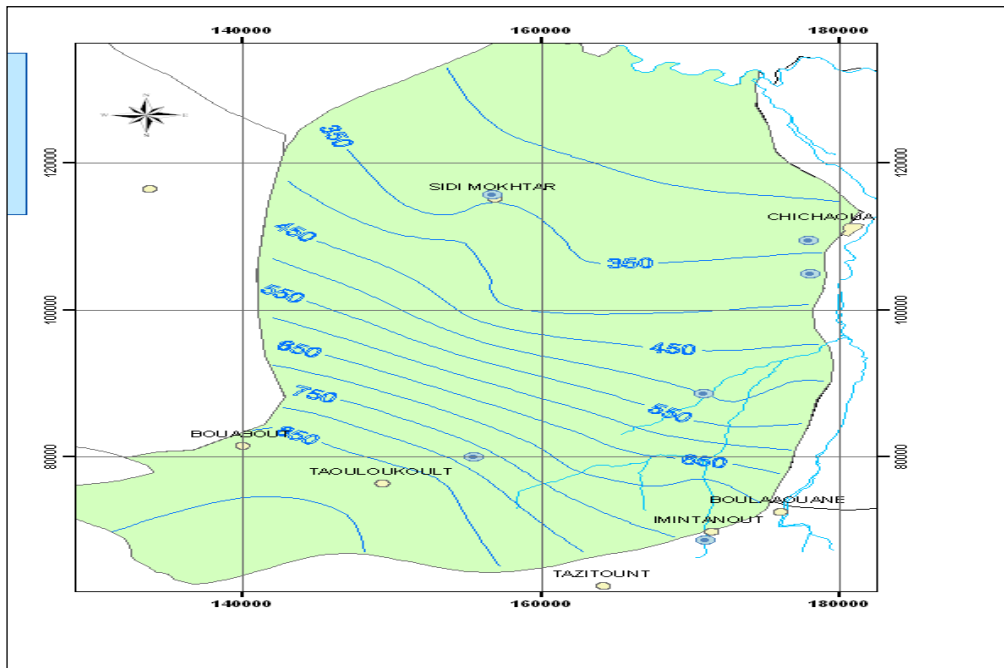 140000 160000 180000
N
W E
S
120000 120000
350
SIDI MOKHTAR
CHICHAOUA
450
350
550
100000 100000
650
450
750
550
850
BOUABOUT
80000 80000
650
TAOULOUKOULT
BOULAAOUANE
IMINTANOUT
TAZITOUNT
140000 160000 180000